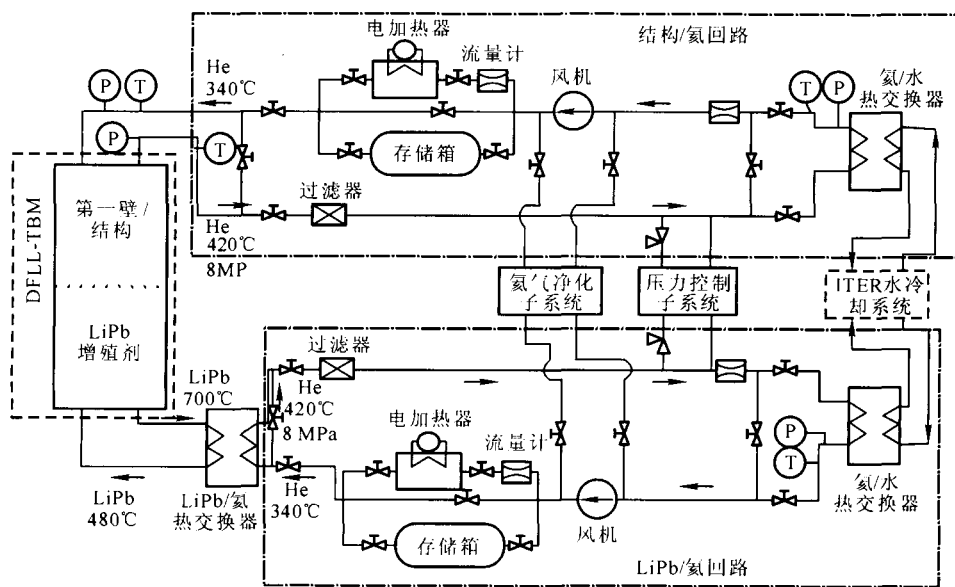 结构/氦回路
电加热器
流量计
He
340℃
风机
氦/水
热交换器
P
T
T
P
P
T
存储箱
过滤器
DFLL-TBM
第一壁/
结构
He
420℃
8MP
氦气净化
子系统
压力控制
子系统
ITER水冷
却系统
LiPb
增殖剂
过滤器
LiPb
700℃
He
420℃
8 MPa
电加热器
流量计
P
T
氦/水
热交换器
LiPb
480℃
LiPb/氦
热交换器
He
340℃
存储箱
风机
LiPb/氦回路